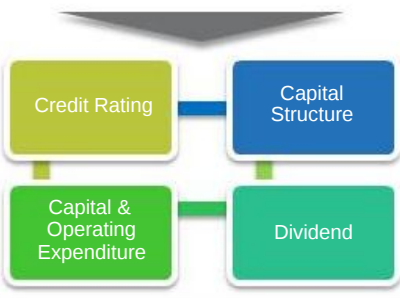 Credit Rating
Capital
Structure
Capital &
Operating
Expenditure
Dividend